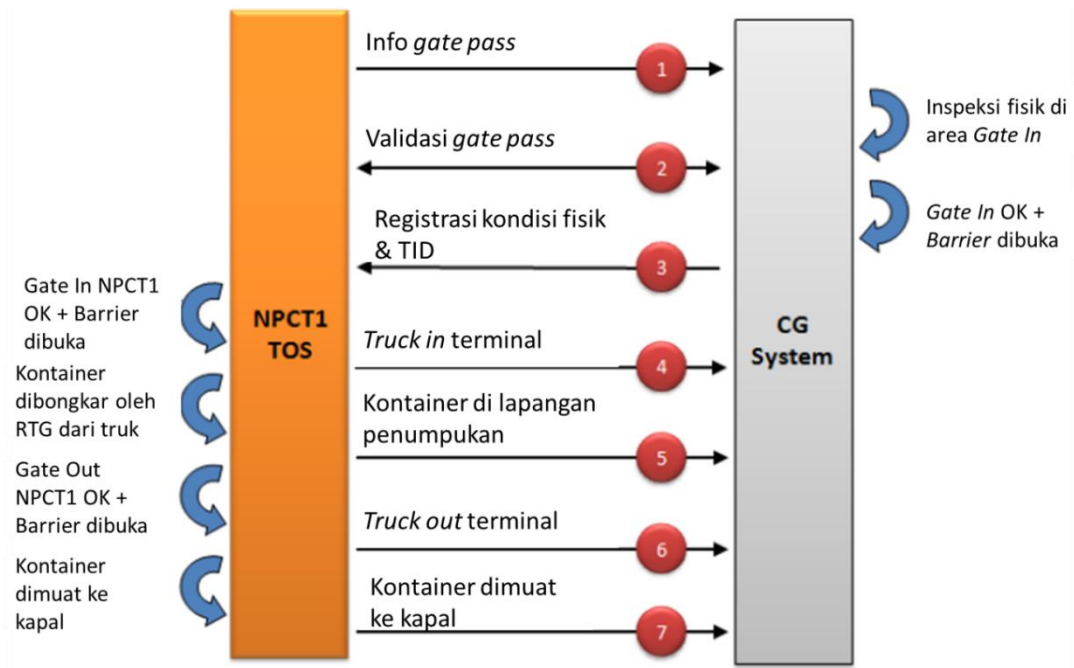 Info gate pass
1
Inspeksi fisik di
area Gate In
Validasi gate pass
2
Gate In OK +
Barrier dibuka
Registrasi kondisi fisik
& TID
3
Gate In NPCT1
OK + Barrier
dibuka
NPCT1
TOS
CG
System
Truck in terminal
4
Kontainer
dibongkar oleh
RTG dari truk
Kontainer di lapangan
penumpukan
5
Gate Out
NPCT1 OK +
Barrier dibuka
Truck out terminal
6
Kontainer
dimuat ke
kapal
Kontainer dimuat
ke kapal
7